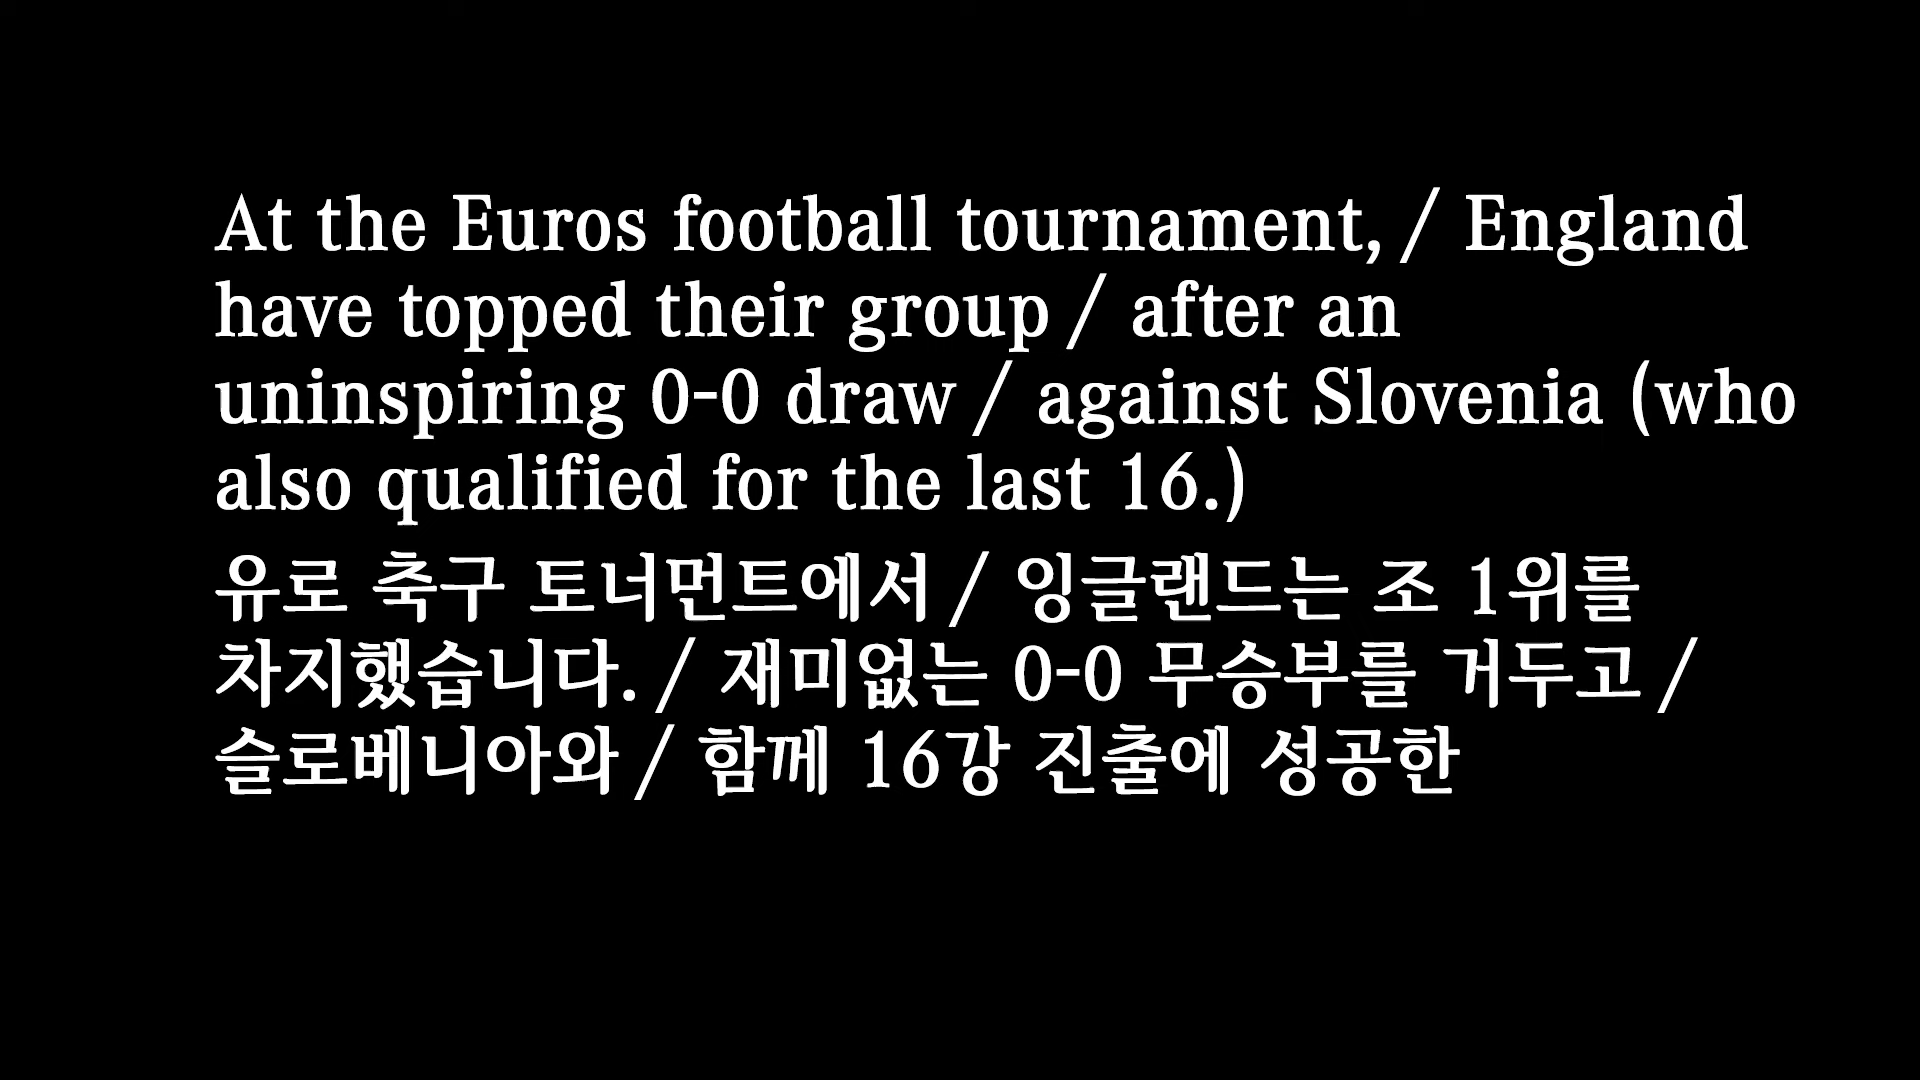 At the Euros football tournament, / England
have topped their group / after an
uninspiring 0-0 draw / against Slovenia (who
also qualified for the last 16.)
유로 축구 토너먼트에서 / 잉글랜드는 조 1위를
차지했습니다. / 재미없는 0-0 무승부를 거두고 /
슬로베니아와 / 함께 16강 진출에 성공한